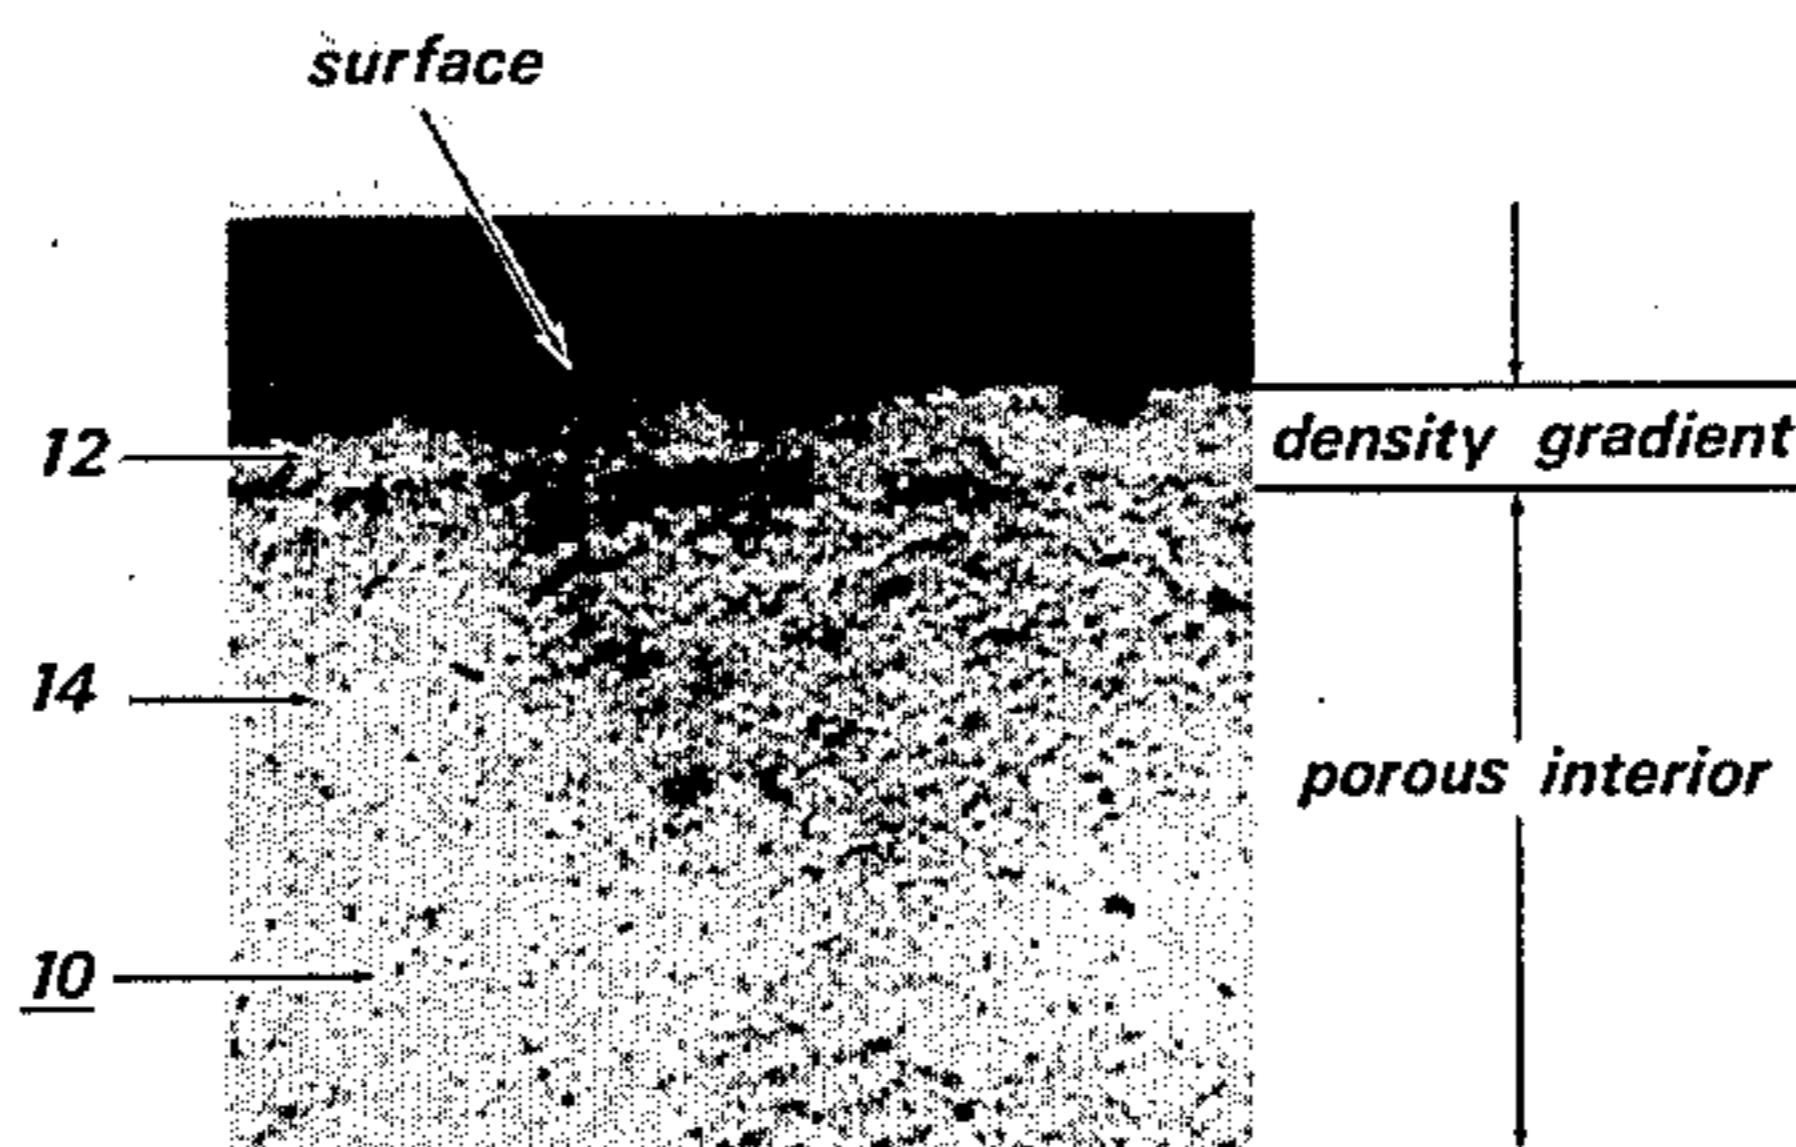 surface
12
density gradient
14
porous interior
10